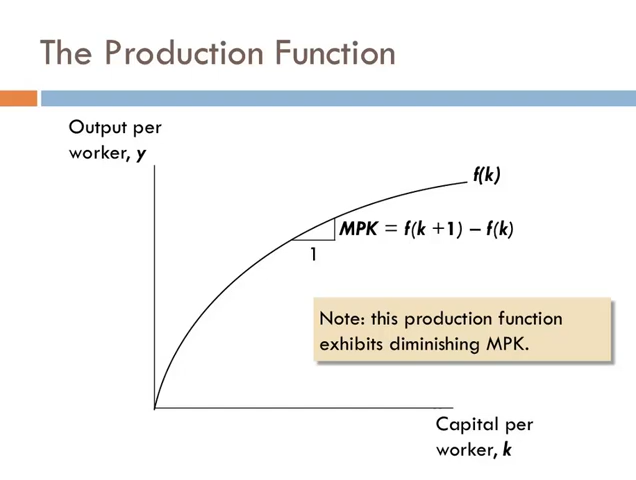 The Production Function
Output per
worker, y
f(k)
MPK = f(k +1) – f(k)
1
Note: this production function
exhibits diminishing MPK.
Capital per
worker, k